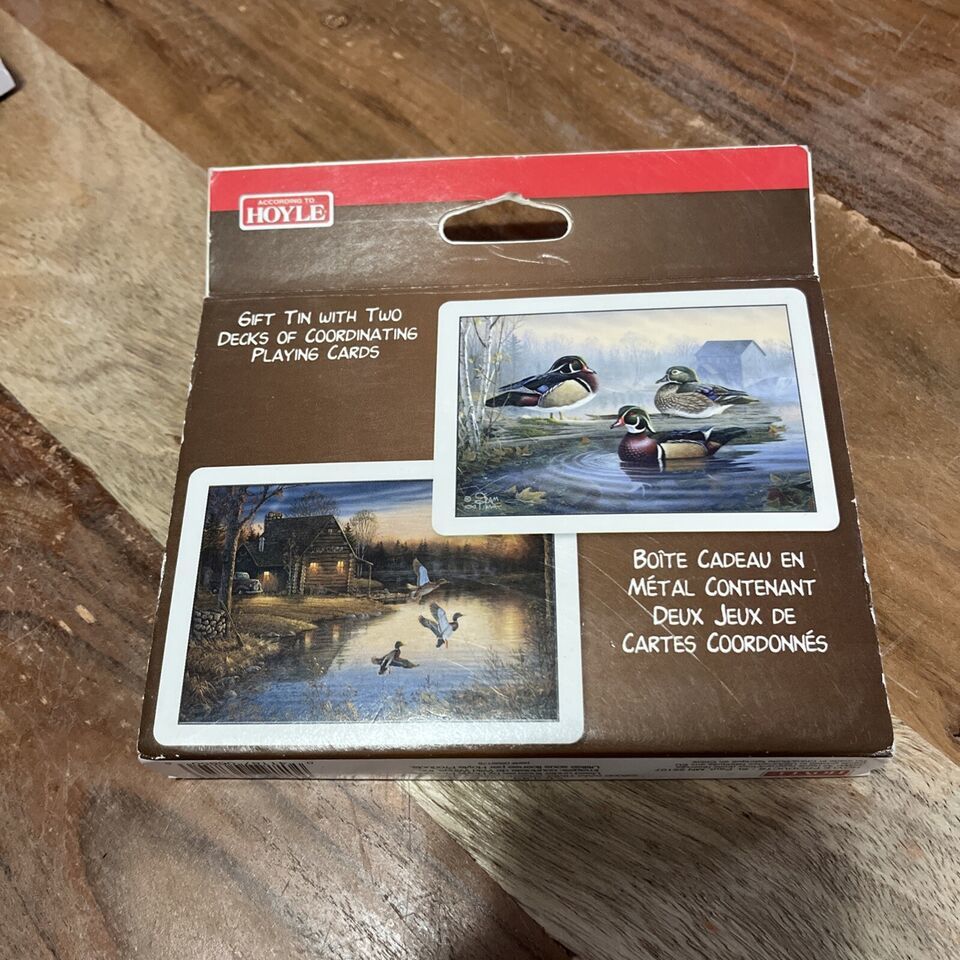 ACCORDING TO
HOYLE
GIFT TIN WITH TWO
DECKS OF COORDINATING
PLAYING CARDS
BOÎTE CADEAU EN
MÉTAL CONTENANT
DEUX JEUX DE
CARTES COORDONNÉS
HOYLE